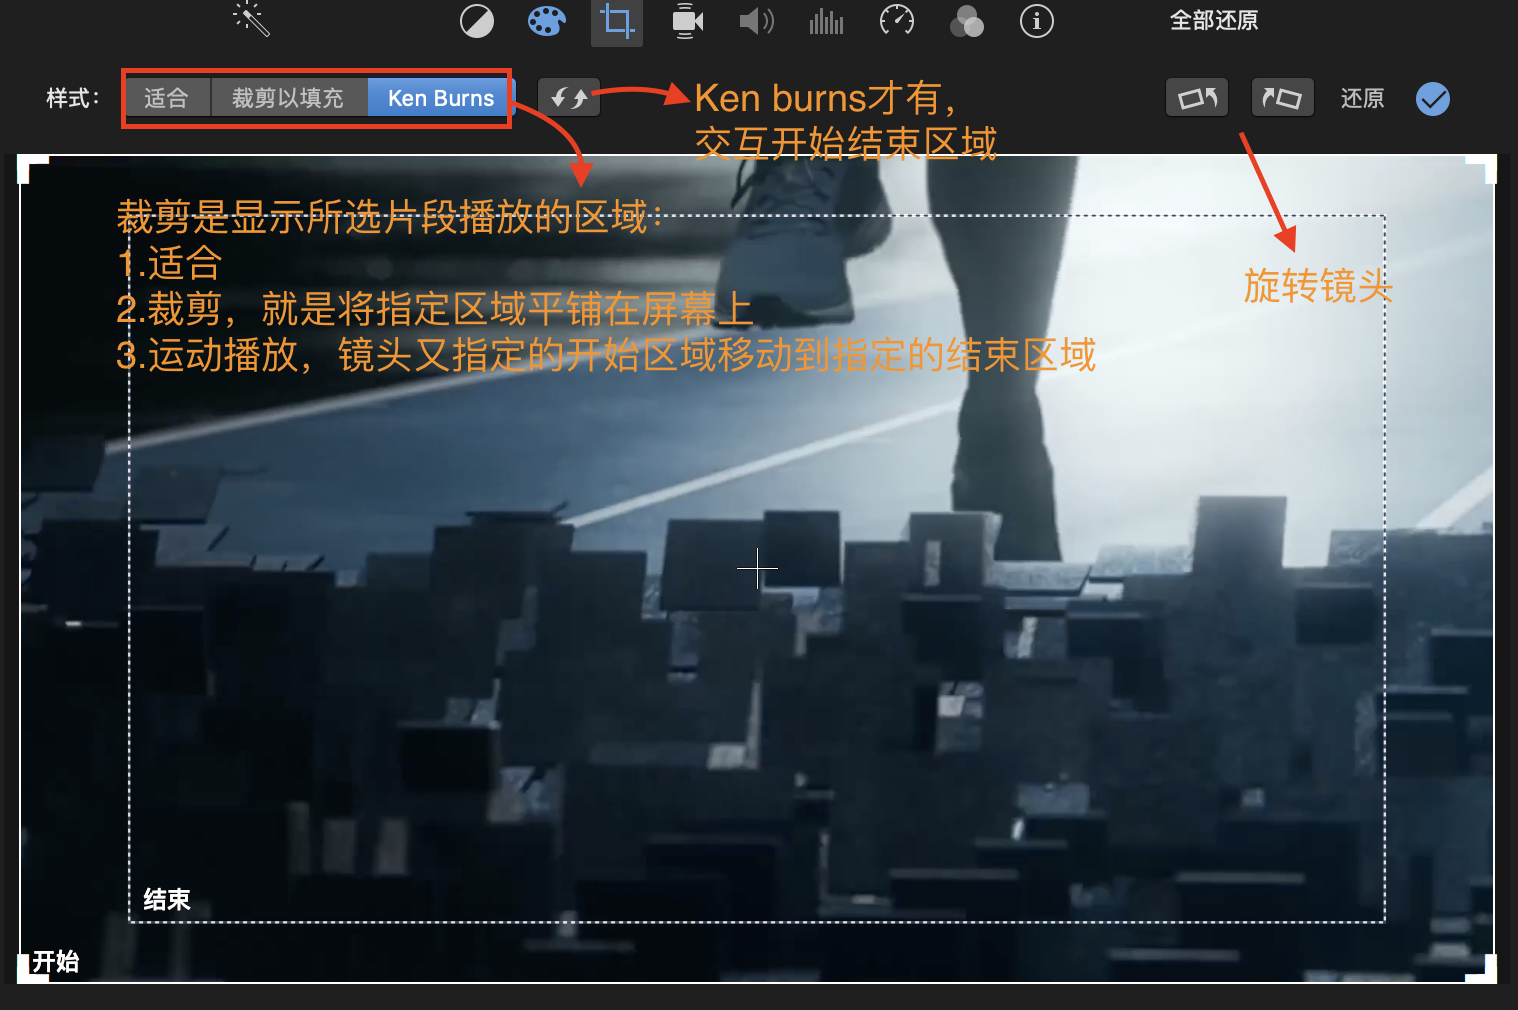 全部还原
样式：
适合
裁剪以填充
Ken Burns
还原
Ken burns才有，
交互开始结束区域
裁剪是显示所选片段播放的区域：
1.适合
2.裁剪，就是将指定区域平铺在屏幕上
3.运动播放，镜头又指定的开始区域移动到指定的结束区域
旋转镜头
结束
开始